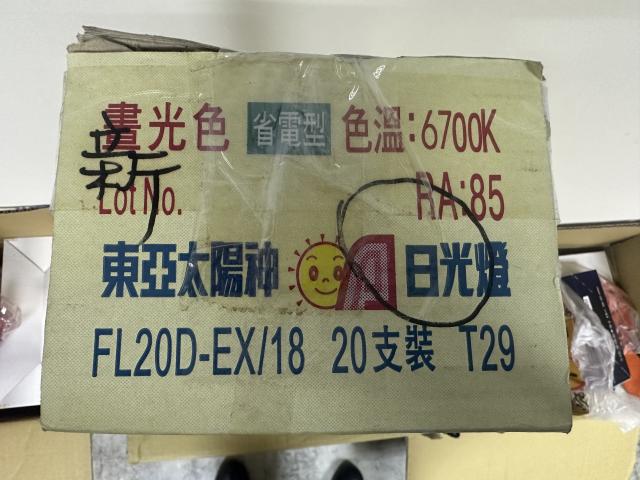 晝光色 省電型 色溫:6700K
新
Lot No. RA:85
東亞太陽神 日光燈
FL20D-EX/18 20支裝 T29